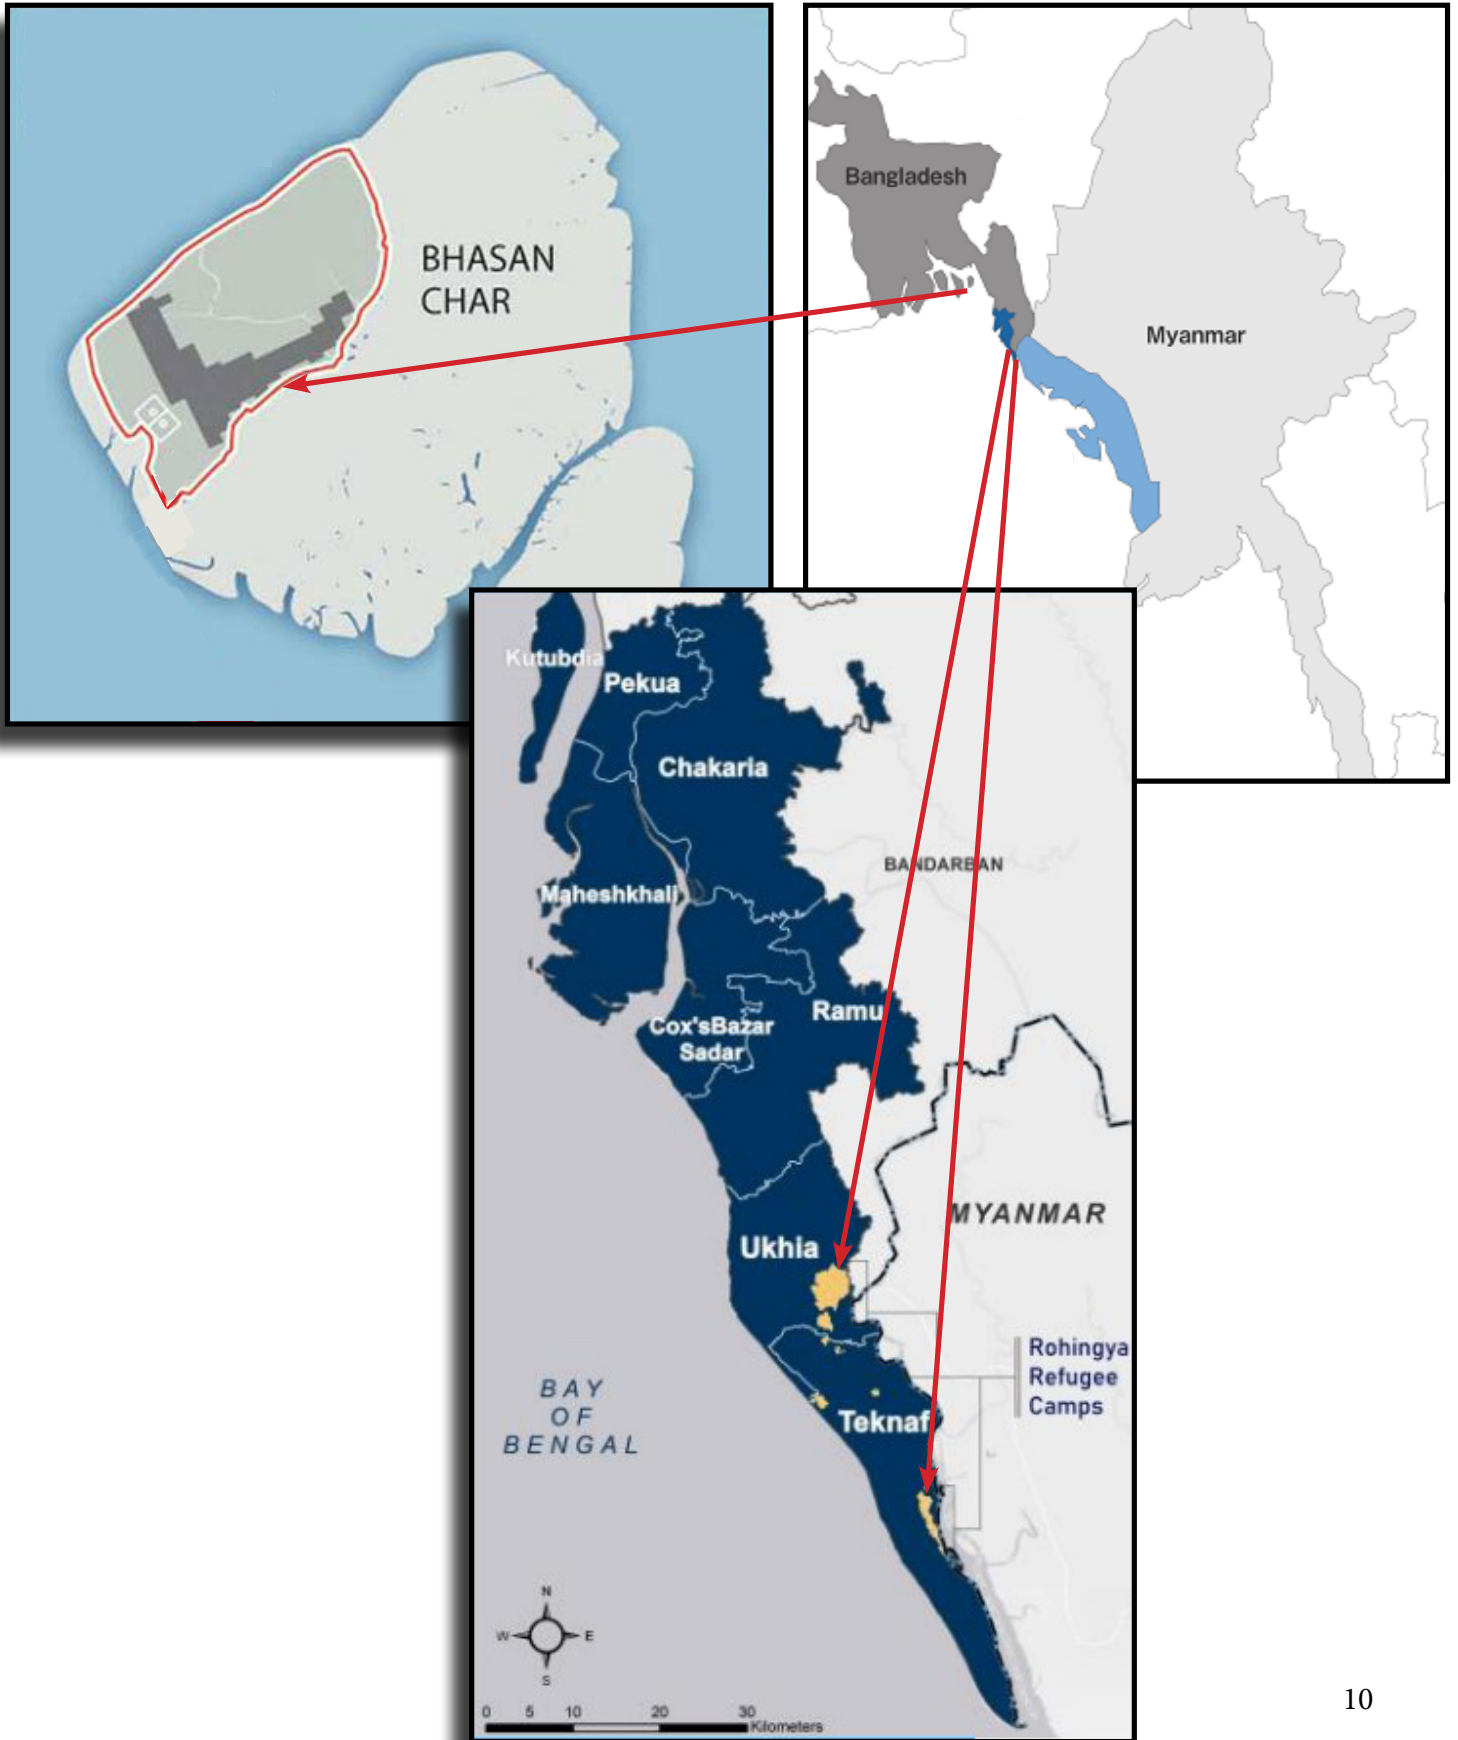 BHASAN
CHAR
Bangladesh
Myanmar
Kutubdia
Pekua
Chakaria
BANDARBAN
Maheshkhali
Ramu
Cox'sBazar
Sadar
MYANMAR
Ukhia
Rohingya
Refugee
Camps
BAY
OF
BENGAL
Teknaf
N
W E
S
0 5 10 20 30
Kilometers
10